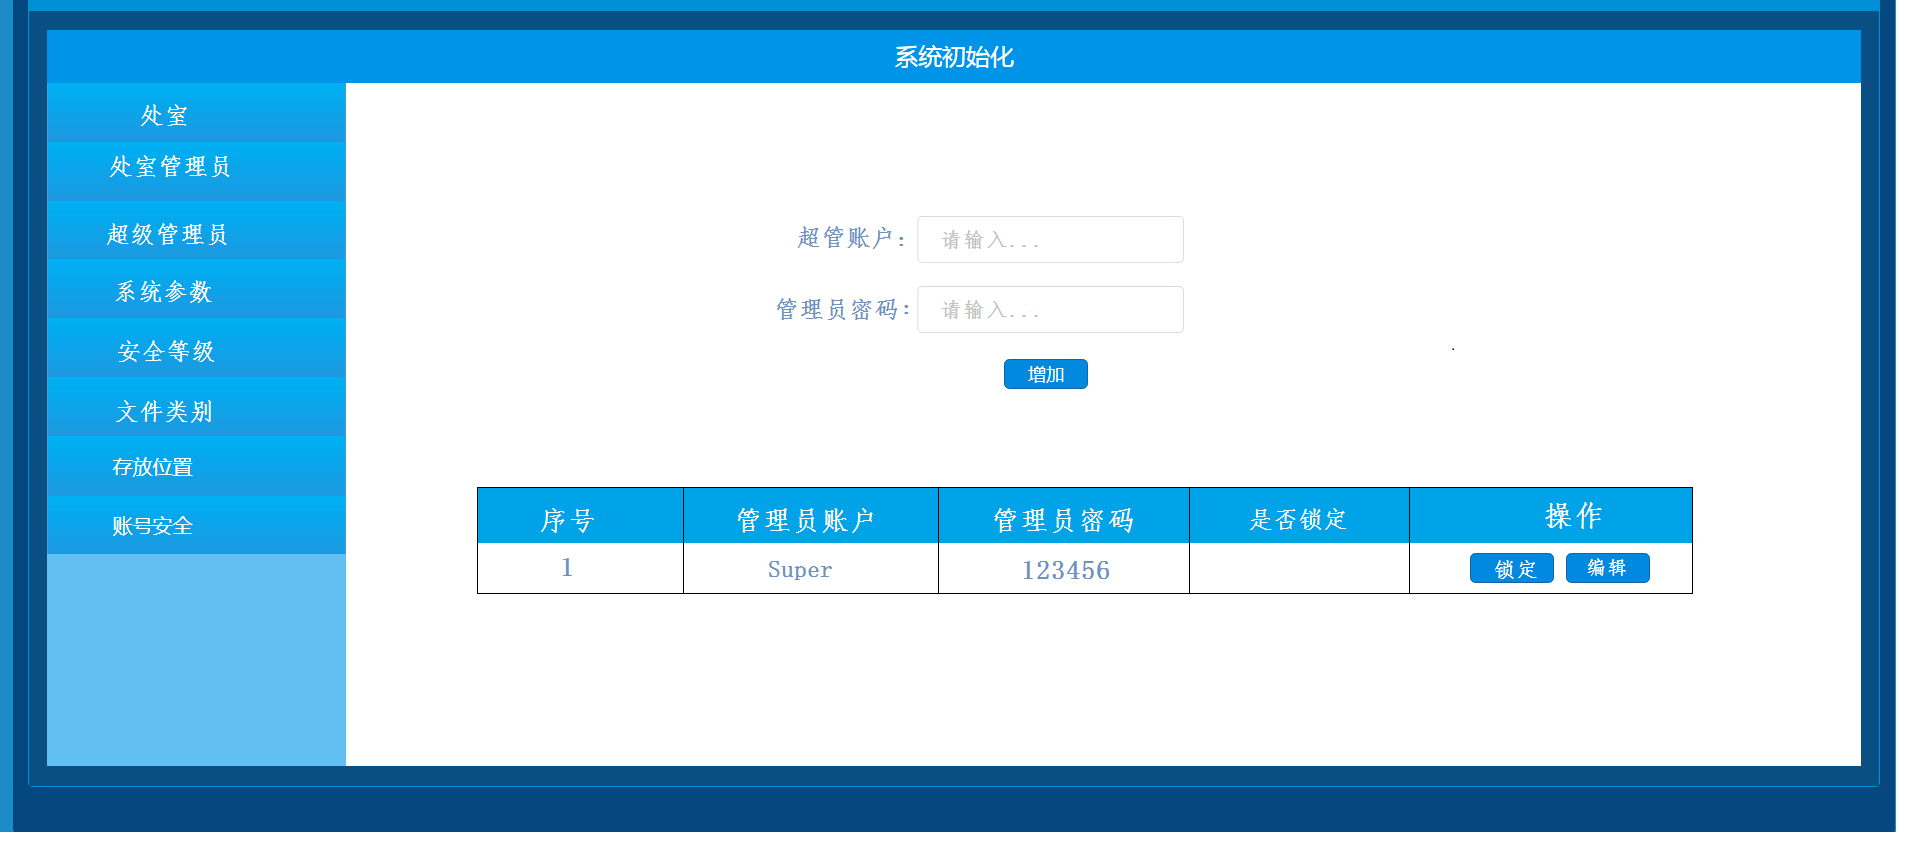 系统初始化
处室
处室管理员
超级管理员
系统参数
安全等级
文件类别
存放位置
账号安全
超管账户： 请输入...
管理员密码： 请输入...
增加
序号 管理员账户 管理员密码 是否锁定 操作
1 Super 123456 锁定 编辑